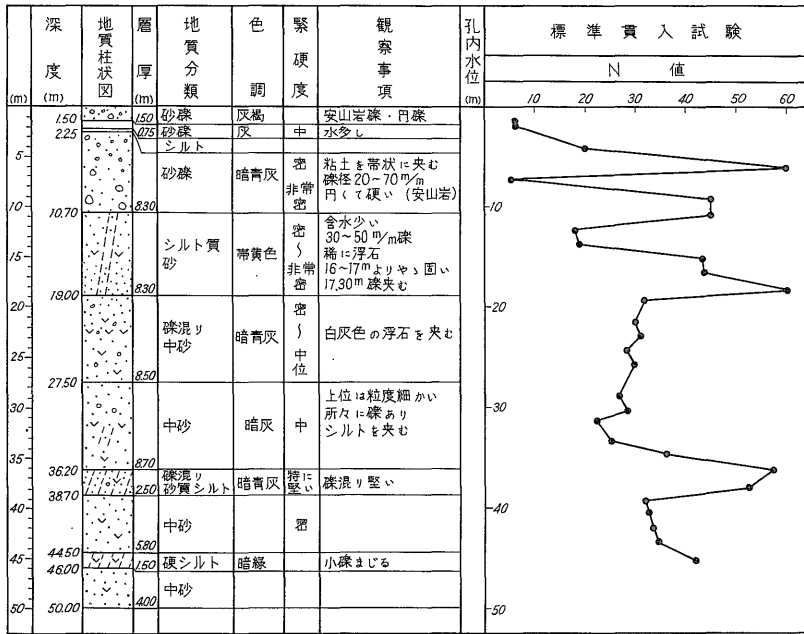 深度
(m)
地質柱状図
層厚
(m)
地質分類
色調
緊硬度
観察事項
孔内水位
(m)
標準貫入試験
N 値
10 20 30 40 50 60
(m)
5
10
15
20
25
30
35
40
45
50
1.50 1.50 砂礫 灰褐 安山岩礫・円礫
2.25 0.75 砂礫 灰 中 水多し
シルト
10.70 8.30 砂礫 暗青灰 密 非常密
粘土を帯状に夾む
礫径20~70m/m
円くて硬い (安山岩)
19.00 8.30 シルト質砂 帯黄色 密~非常密
含水少い
30~50m/m礫
稀に浮石
16~17mよりやゝ固い
17.30m礫夾む
27.50 8.50 礫混り中砂 暗青灰 密~中位
白灰色の浮石を夾む
36.20 8.70 中砂 暗灰 中
上位は粒度細かい
所々に礫あり
シルトを夾む
38.70 2.50 礫混り砂質シルト 暗青灰 特に堅い 礫混り堅い
44.50 5.80 中砂 密
46.00 1.50 硬シルト 暗緑 小礫まじる
50.00 4.00 中砂
10
20
30
40
50